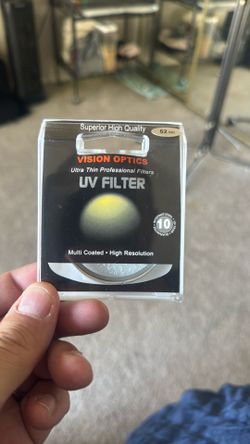 Superior High Quality
52 mm
VISION OPTICS
Ultra Thin Professional Filters
UV FILTER
10
Multi Coated • High Resolution